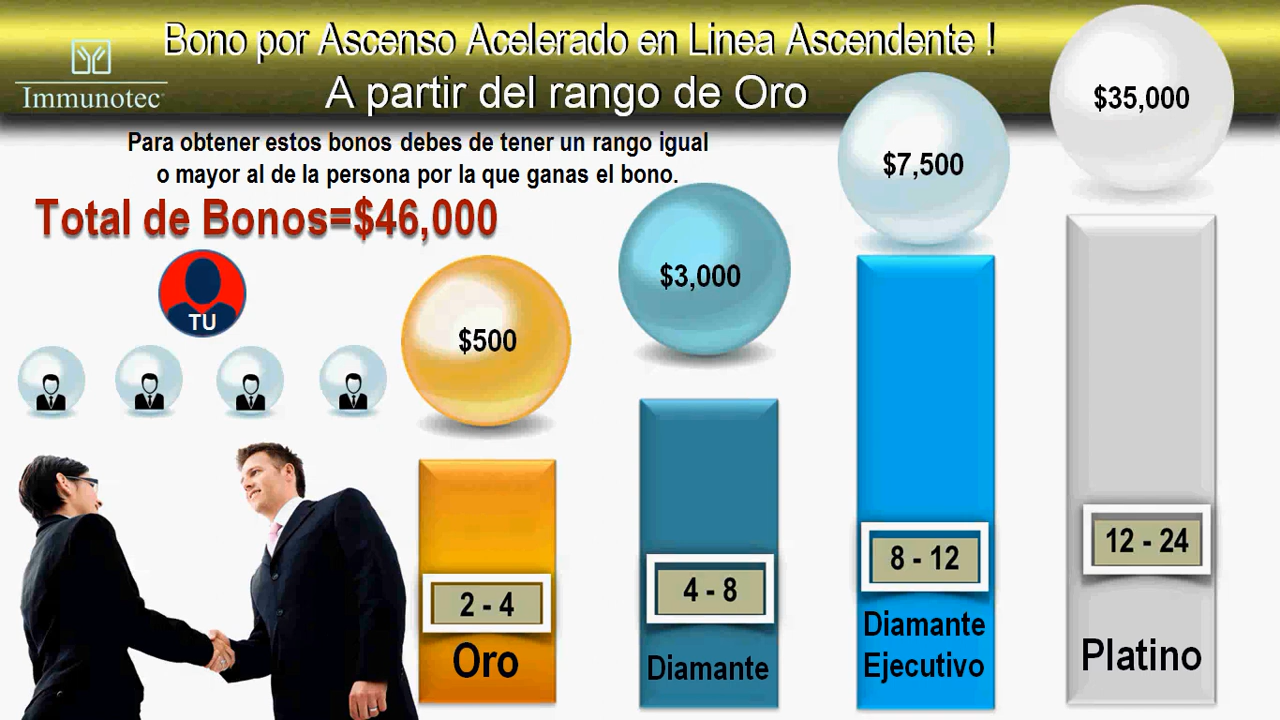 Bono por Ascenso Acelerado en Linea Ascendente !
A partir del rango de Oro
Immunotec
Para obtener estos bonos debes de tener un rango igual
o mayor al de la persona por la que ganas el bono.
Total de Bonos=$46,000
TU
$500
$3,000
$7,500
$35,000
2 - 4
4 - 8
8 - 12
12 - 24
Oro
Diamante
Diamante
Ejecutivo
Platino